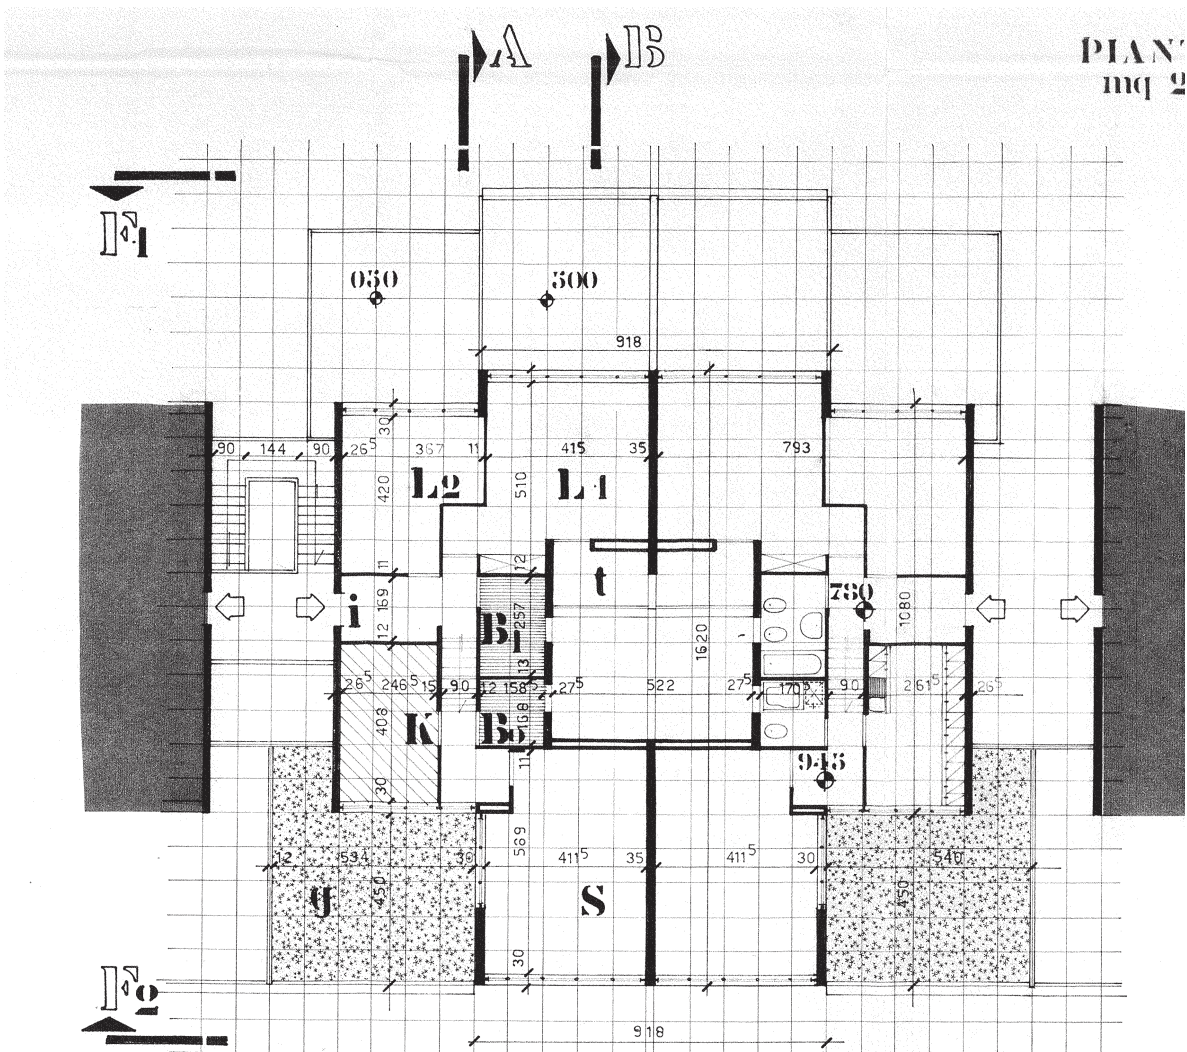 A B
PIANT
mq 2
F1
050 500
918
30
90 144 90 26⁵ 367 11 415 35 793
420 L2 510 L1
11 12
t
i 169 257 780 1080
12 B1 1620
13
26⁵ 246⁵ 15 90 12 158⁵ 27⁵ 522 27⁵ 170⁵ 90 261⁵ 26⁵
408 K B2 168
11 945
30
589
12 534 30 411⁵ 35 411⁵ 30 540
g 450 S 450
30
F2
918